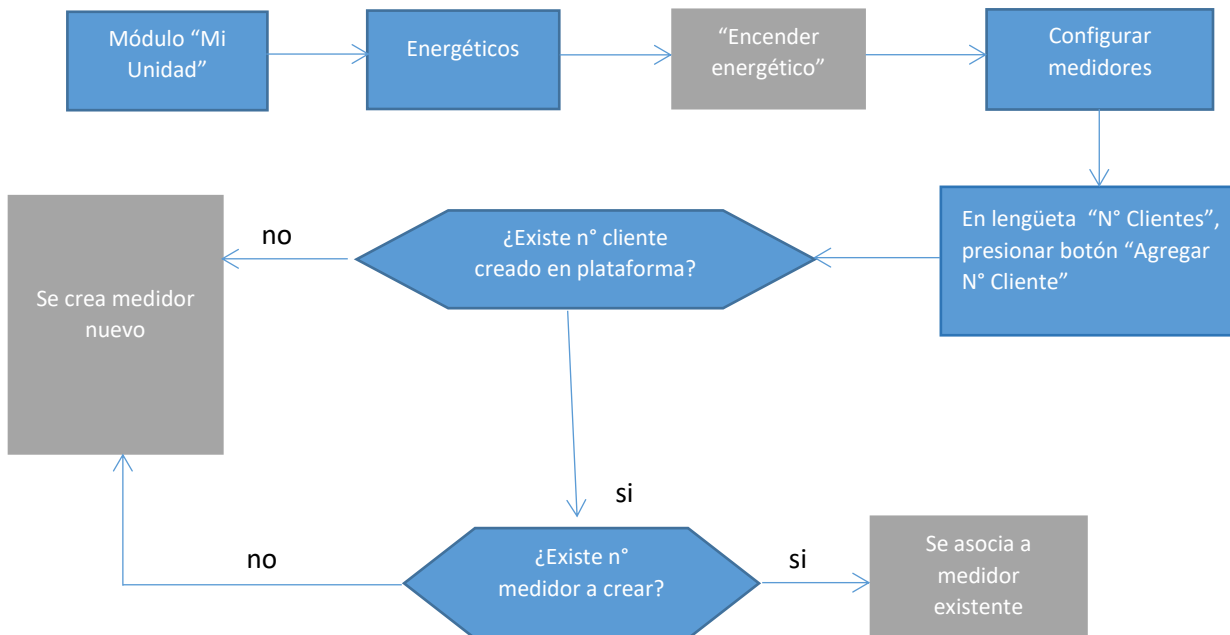 Módulo “Mi
Unidad”
Energéticos
“Encender
energético”
Configurar
medidores
En lengüeta “N° Clientes”,
presionar botón “Agregar
N° Cliente”
¿Existe n° cliente
creado en plataforma?
no
Se crea medidor
nuevo
si
¿Existe n°
medidor a crear?
no
si
Se asocia a
medidor
existente